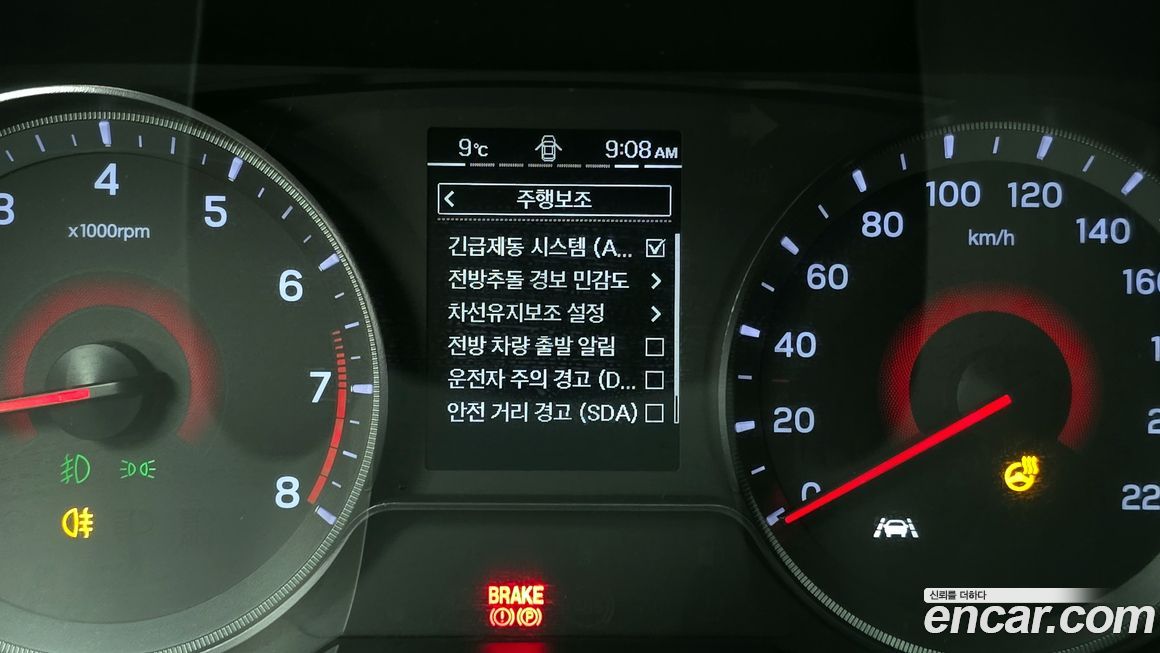 9℃
9:08 AM
< 주행보조
긴급제동 시스템 (A...
전방추돌 경보 민감도 >
차선유지보조 설정 >
전방 차량 출발 알림
운전자 주의 경고 (D...
안전 거리 경고 (SDA)
3
4
5
6
7
8
x1000rpm
0
20
40
60
80
100
120
140
km/h
BRAKE
(!) (P)
신뢰를 더하다
encar.com